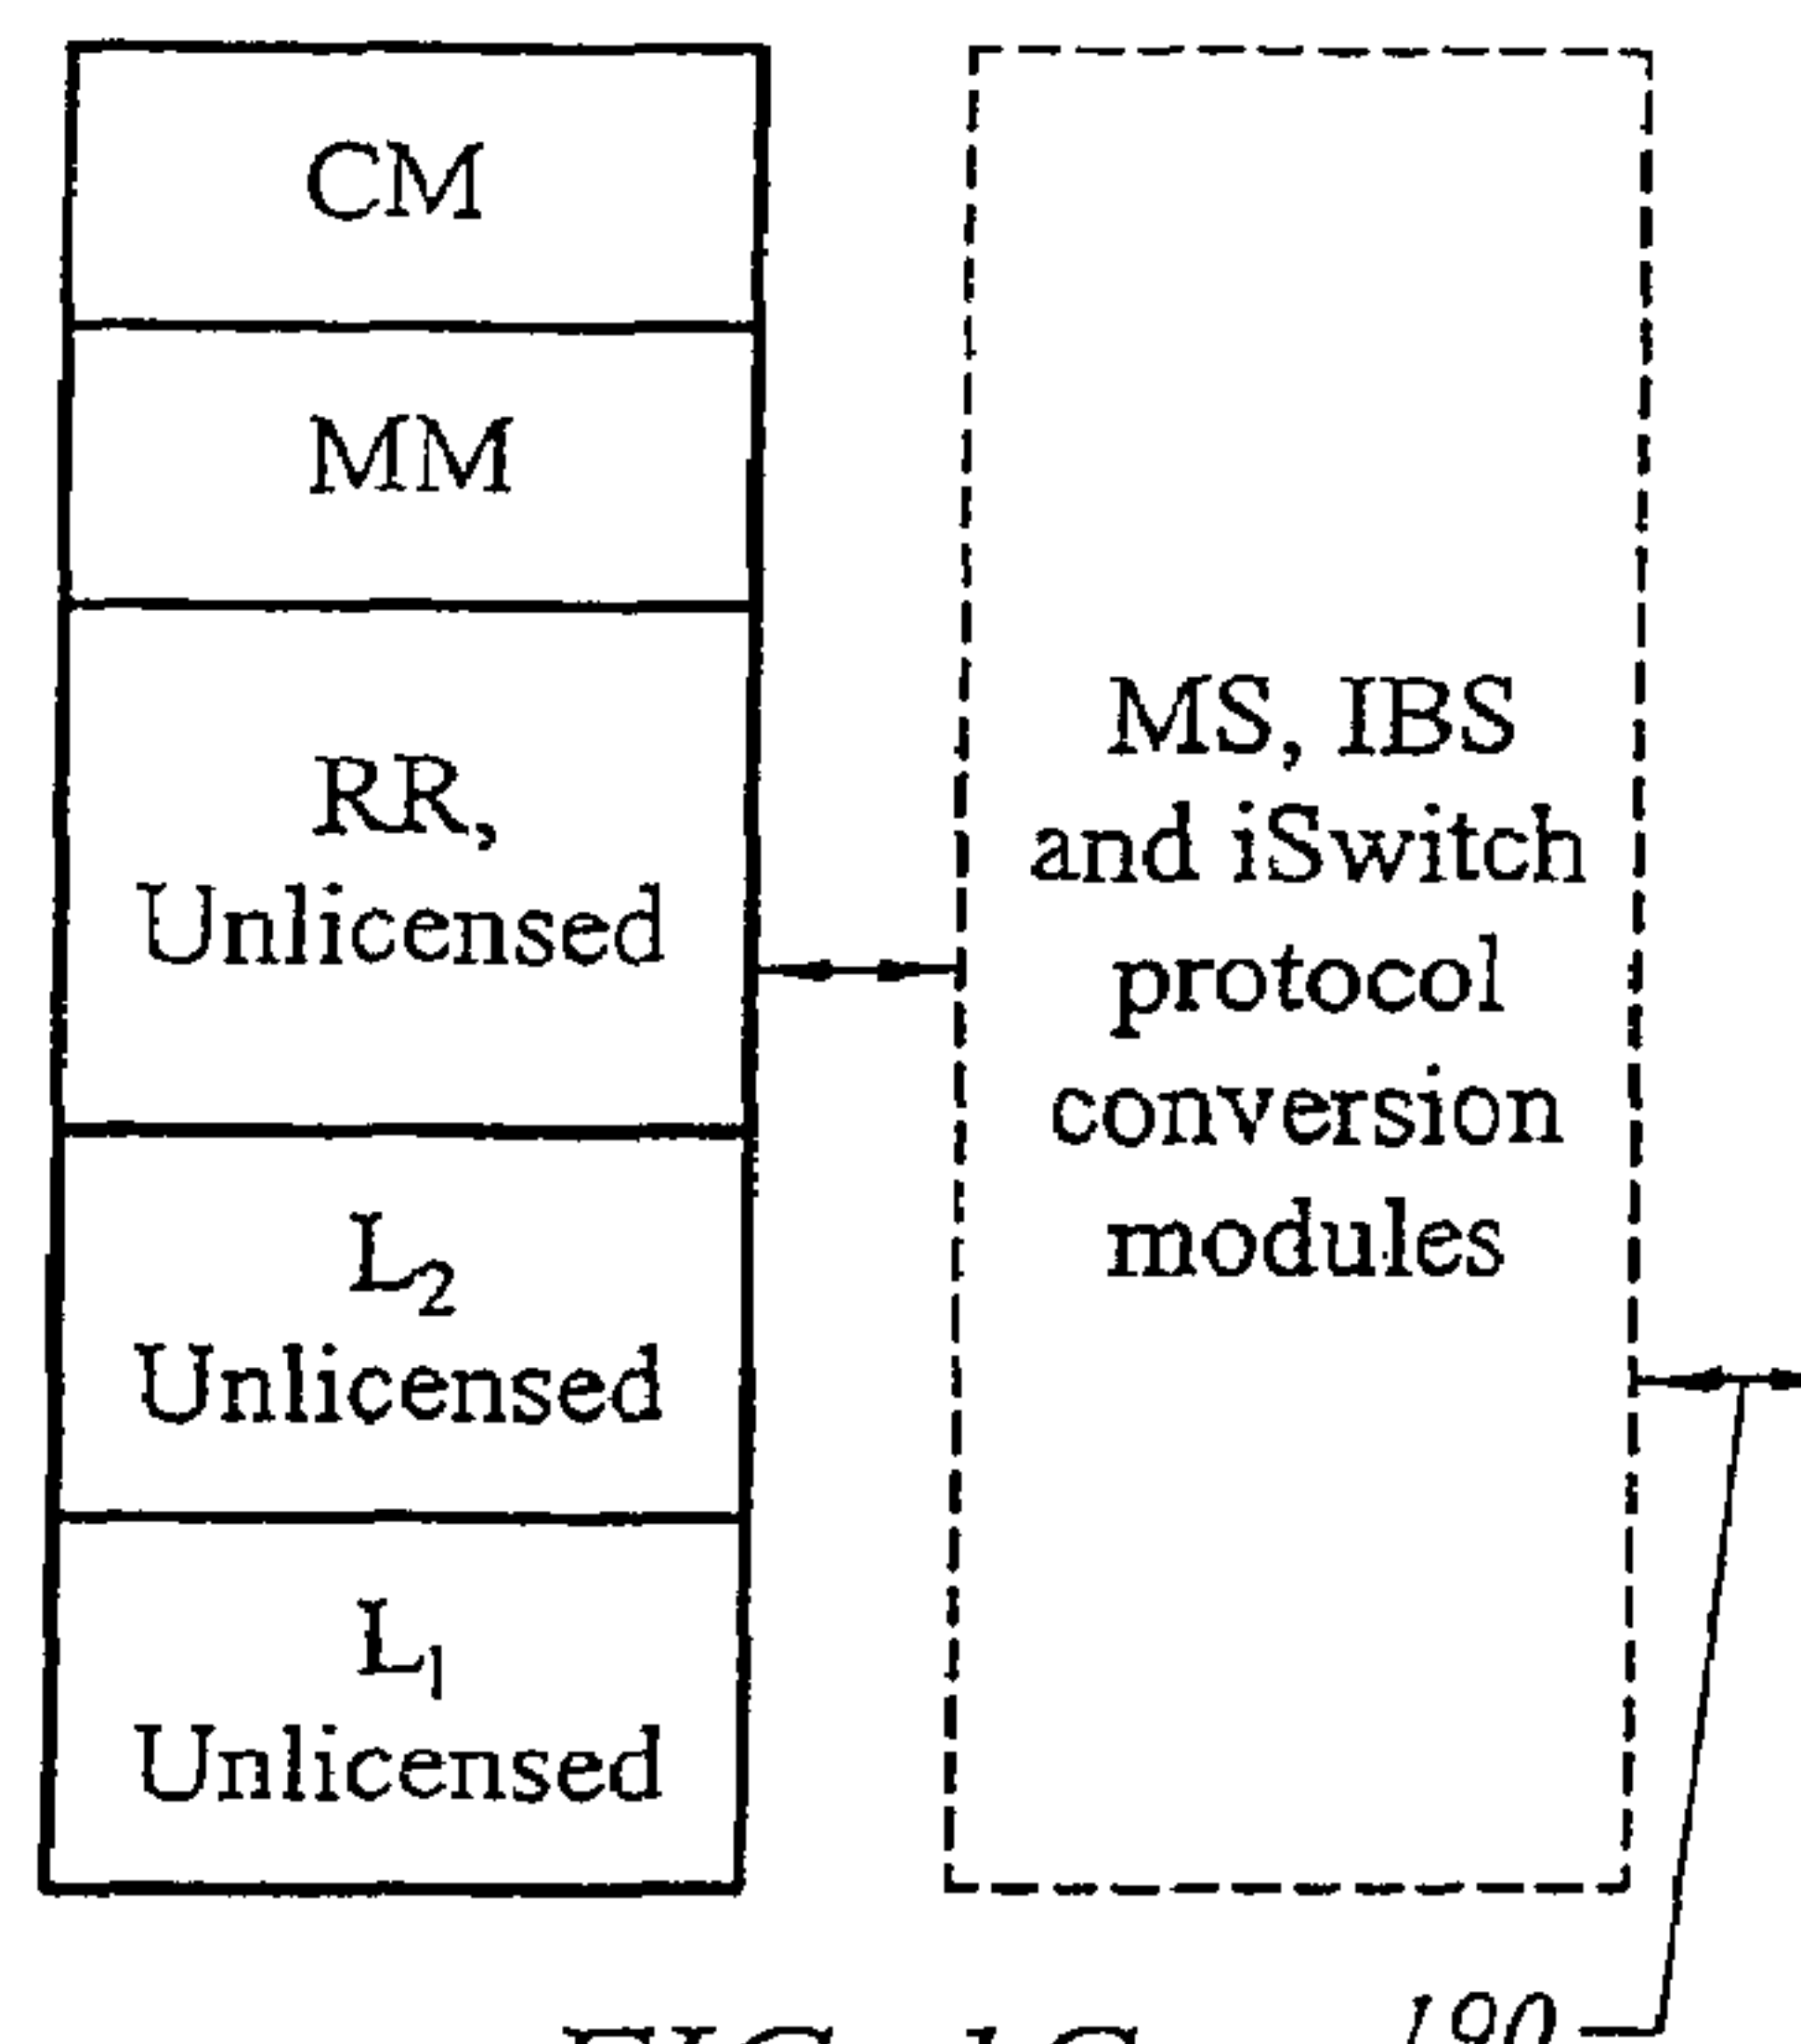 CM
MM
RR,
Unlicensed
L₂
Unlicensed
L₁
Unlicensed
MS, IBS
and iSwitch
protocol
conversion
modules